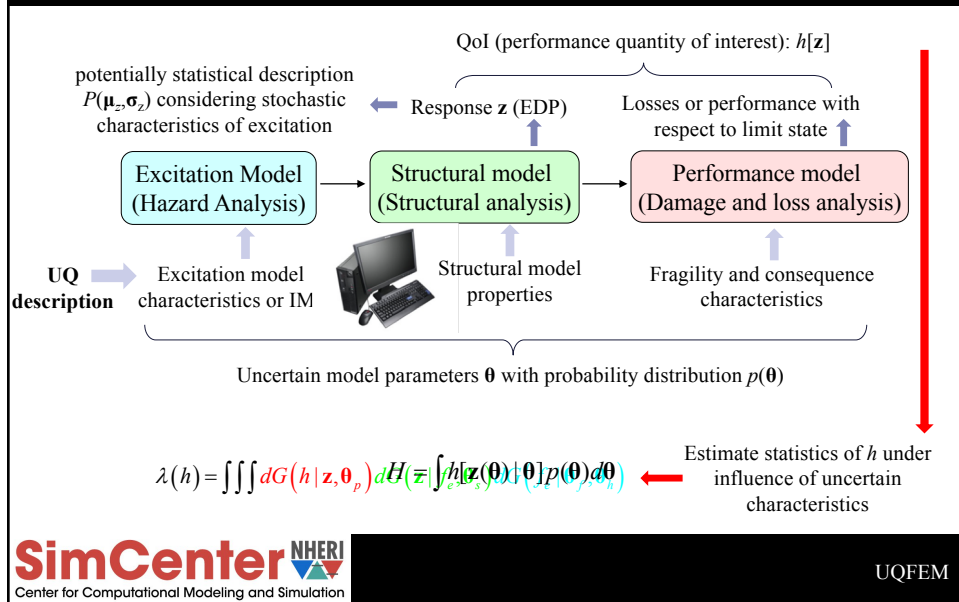 QoI (performance quantity of interest): h[z]
potentially statistical description
P(μz,σz) considering stochastic
characteristics of excitation
Response z (EDP)
Losses or performance with
respect to limit state
Excitation Model
(Hazard Analysis)
Structural model
(Structural analysis)
Performance model
(Damage and loss analysis)
UQ
description
Excitation model
characteristics or IM
Structural model
properties
Fragility and consequence
characteristics
Uncertain model parameters θ with probability distribution p(θ)
λ(h) = ∫∫∫ dG(h | z, θp)
H = ∫ h[z(θ) | θ] p(θ) dθ
Estimate statistics of h under
influence of uncertain
characteristics
SimCenter NHERI
Center for Computational Modeling and Simulation
UQFEM